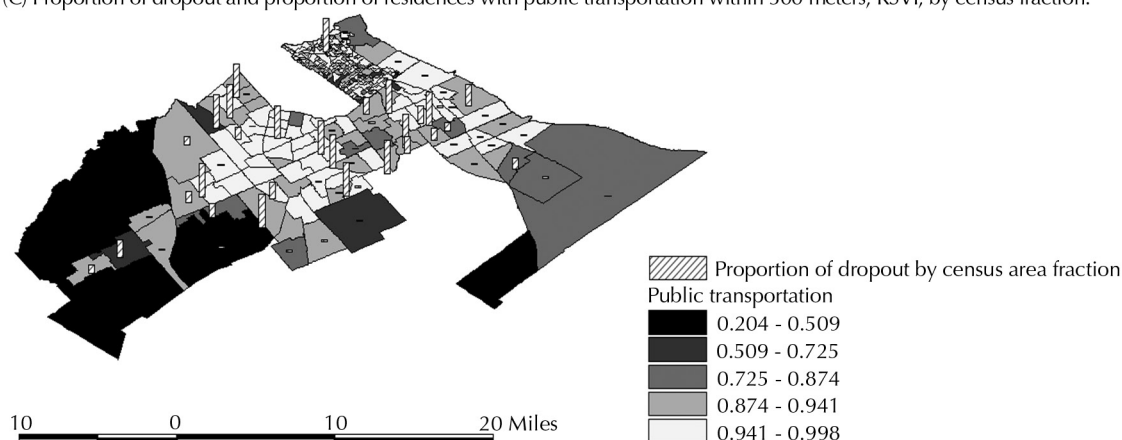 (C) Proportion of dropout and proportion of residences with public transportation within 500 meters, RSVI, by census fraction.
Proportion of dropout by census area fraction
Public transportation
0.204 - 0.509
0.509 - 0.725
0.725 - 0.874
0.874 - 0.941
0.941 - 0.998
10 0 10 20 Miles